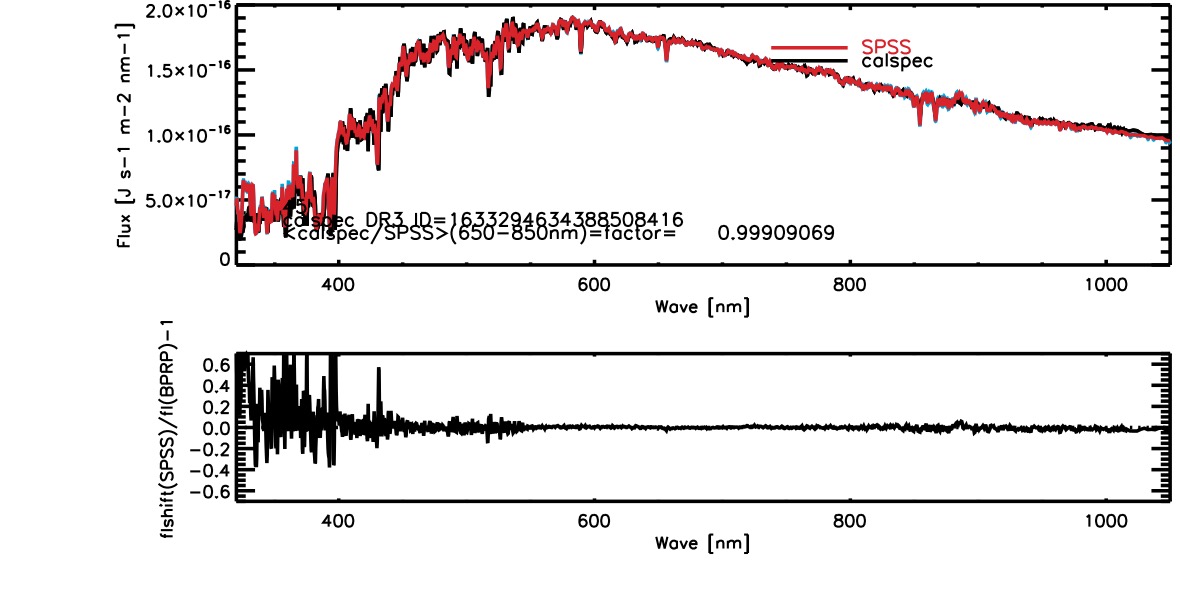 2.0×10−16
1.5×10−16
1.0×10−16
5.0×10−17
0
Flux [J s−1 m−2 nm−1]
SPSS
calspec
calspec DR3 ID=1633294634388508416
<calspec/SPSS>(650−850nm)=factor= 0.99909069
400 600 800 1000
Wave [nm]
flshift(SPSS)/fl(BPRP)−1
0.6
0.4
0.2
0.0
−0.2
−0.4
−0.6
400 600 800 1000
Wave [nm]